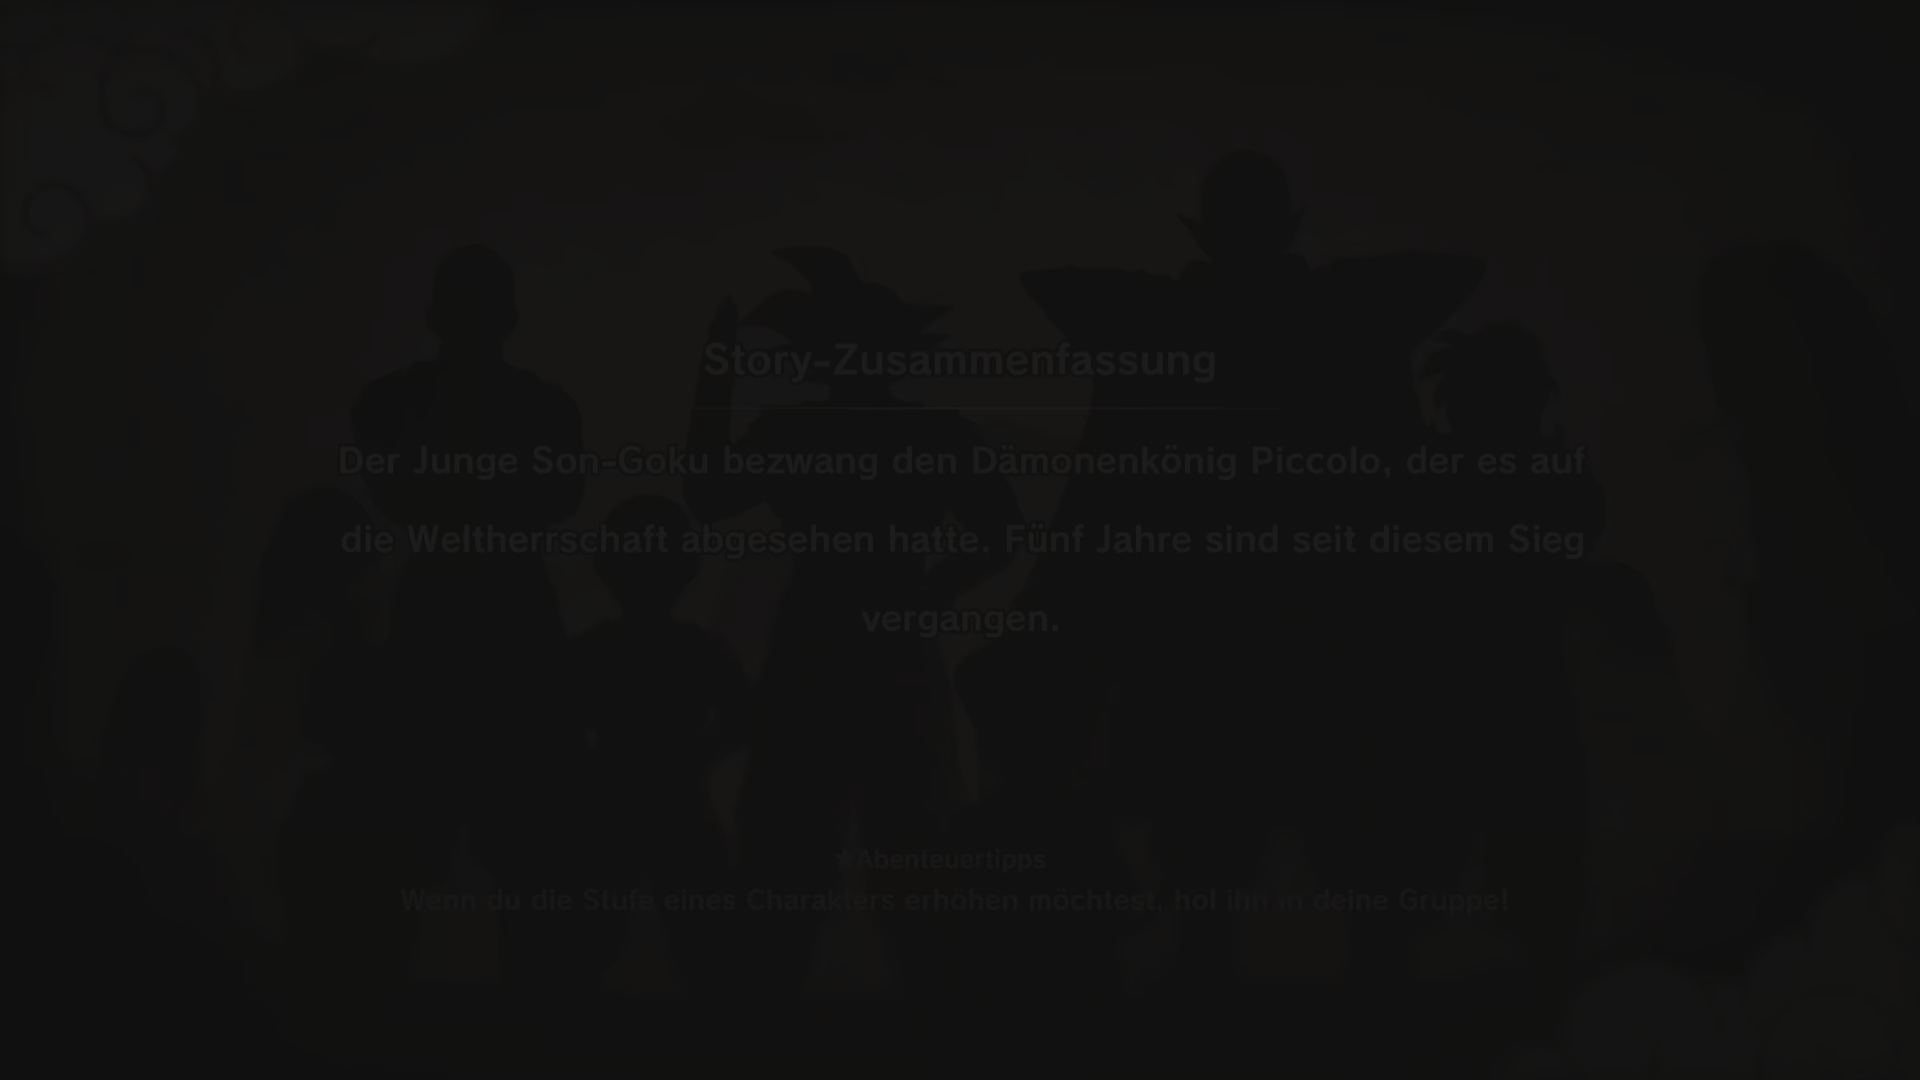 Story-Zusammenfassung
Der Junge Son-Goku bezwang den Dämonenkönig Piccolo, der es auf
die Weltherrschaft abgesehen hatte. Fünf Jahre sind seit diesem Sieg
vergangen.
★Abenteuertipps
Wenn du die Stufe eines Charakters erhöhen möchtest, hol ihn in deine Gruppe!